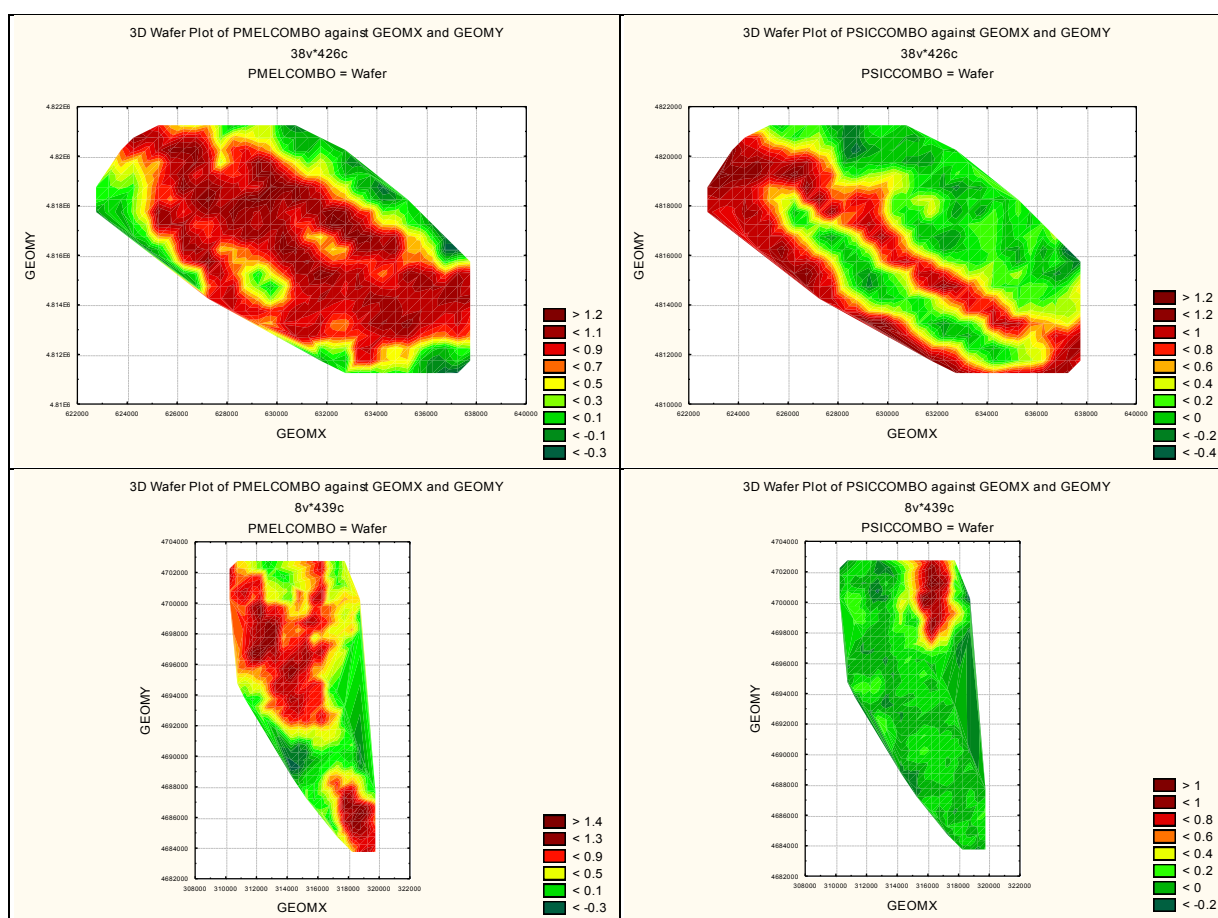 3D Wafer Plot of PMELCOMBO against GEOMX and GEOMY
38v*426c
PMELCOMBO = Wafer
4.822E6
4.82E6
4.818E6
4.816E6
4.814E6
4.812E6
4.81E6
GEOMY
622000 624000 626000 628000 630000 632000 634000 636000 638000 640000
GEOMX
> 1.2
< 1.1
< 0.9
< 0.7
< 0.5
< 0.3
< 0.1
< -0.1
< -0.3
3D Wafer Plot of PSICCOMBO against GEOMX and GEOMY
38v*426c
PSICCOMBO = Wafer
4822000
4820000
4818000
4816000
4814000
4812000
4810000
GEOMY
622000 624000 626000 628000 630000 632000 634000 636000 638000 640000
GEOMX
> 1.2
< 1.2
< 1
< 0.8
< 0.6
< 0.4
< 0.2
< 0
< -0.2
< -0.4
3D Wafer Plot of PMELCOMBO against GEOMX and GEOMY
8v*439c
PMELCOMBO = Wafer
4704000
4702000
4700000
4698000
4696000
4694000
4692000
4690000
4688000
4686000
4684000
4682000
GEOMY
308000 310000 312000 314000 316000 318000 320000 322000
GEOMX
> 1.4
< 1.3
< 0.9
< 0.5
< 0.1
< -0.3
3D Wafer Plot of PSICCOMBO against GEOMX and GEOMY
8v*439c
PSICCOMBO = Wafer
4704000
4702000
4700000
4698000
4696000
4694000
4692000
4690000
4688000
4686000
4684000
4682000
GEOMY
308000 310000 312000 314000 316000 318000 320000 322000
GEOMX
> 1
< 1
< 0.8
< 0.6
< 0.4
< 0.2
< 0
< -0.2